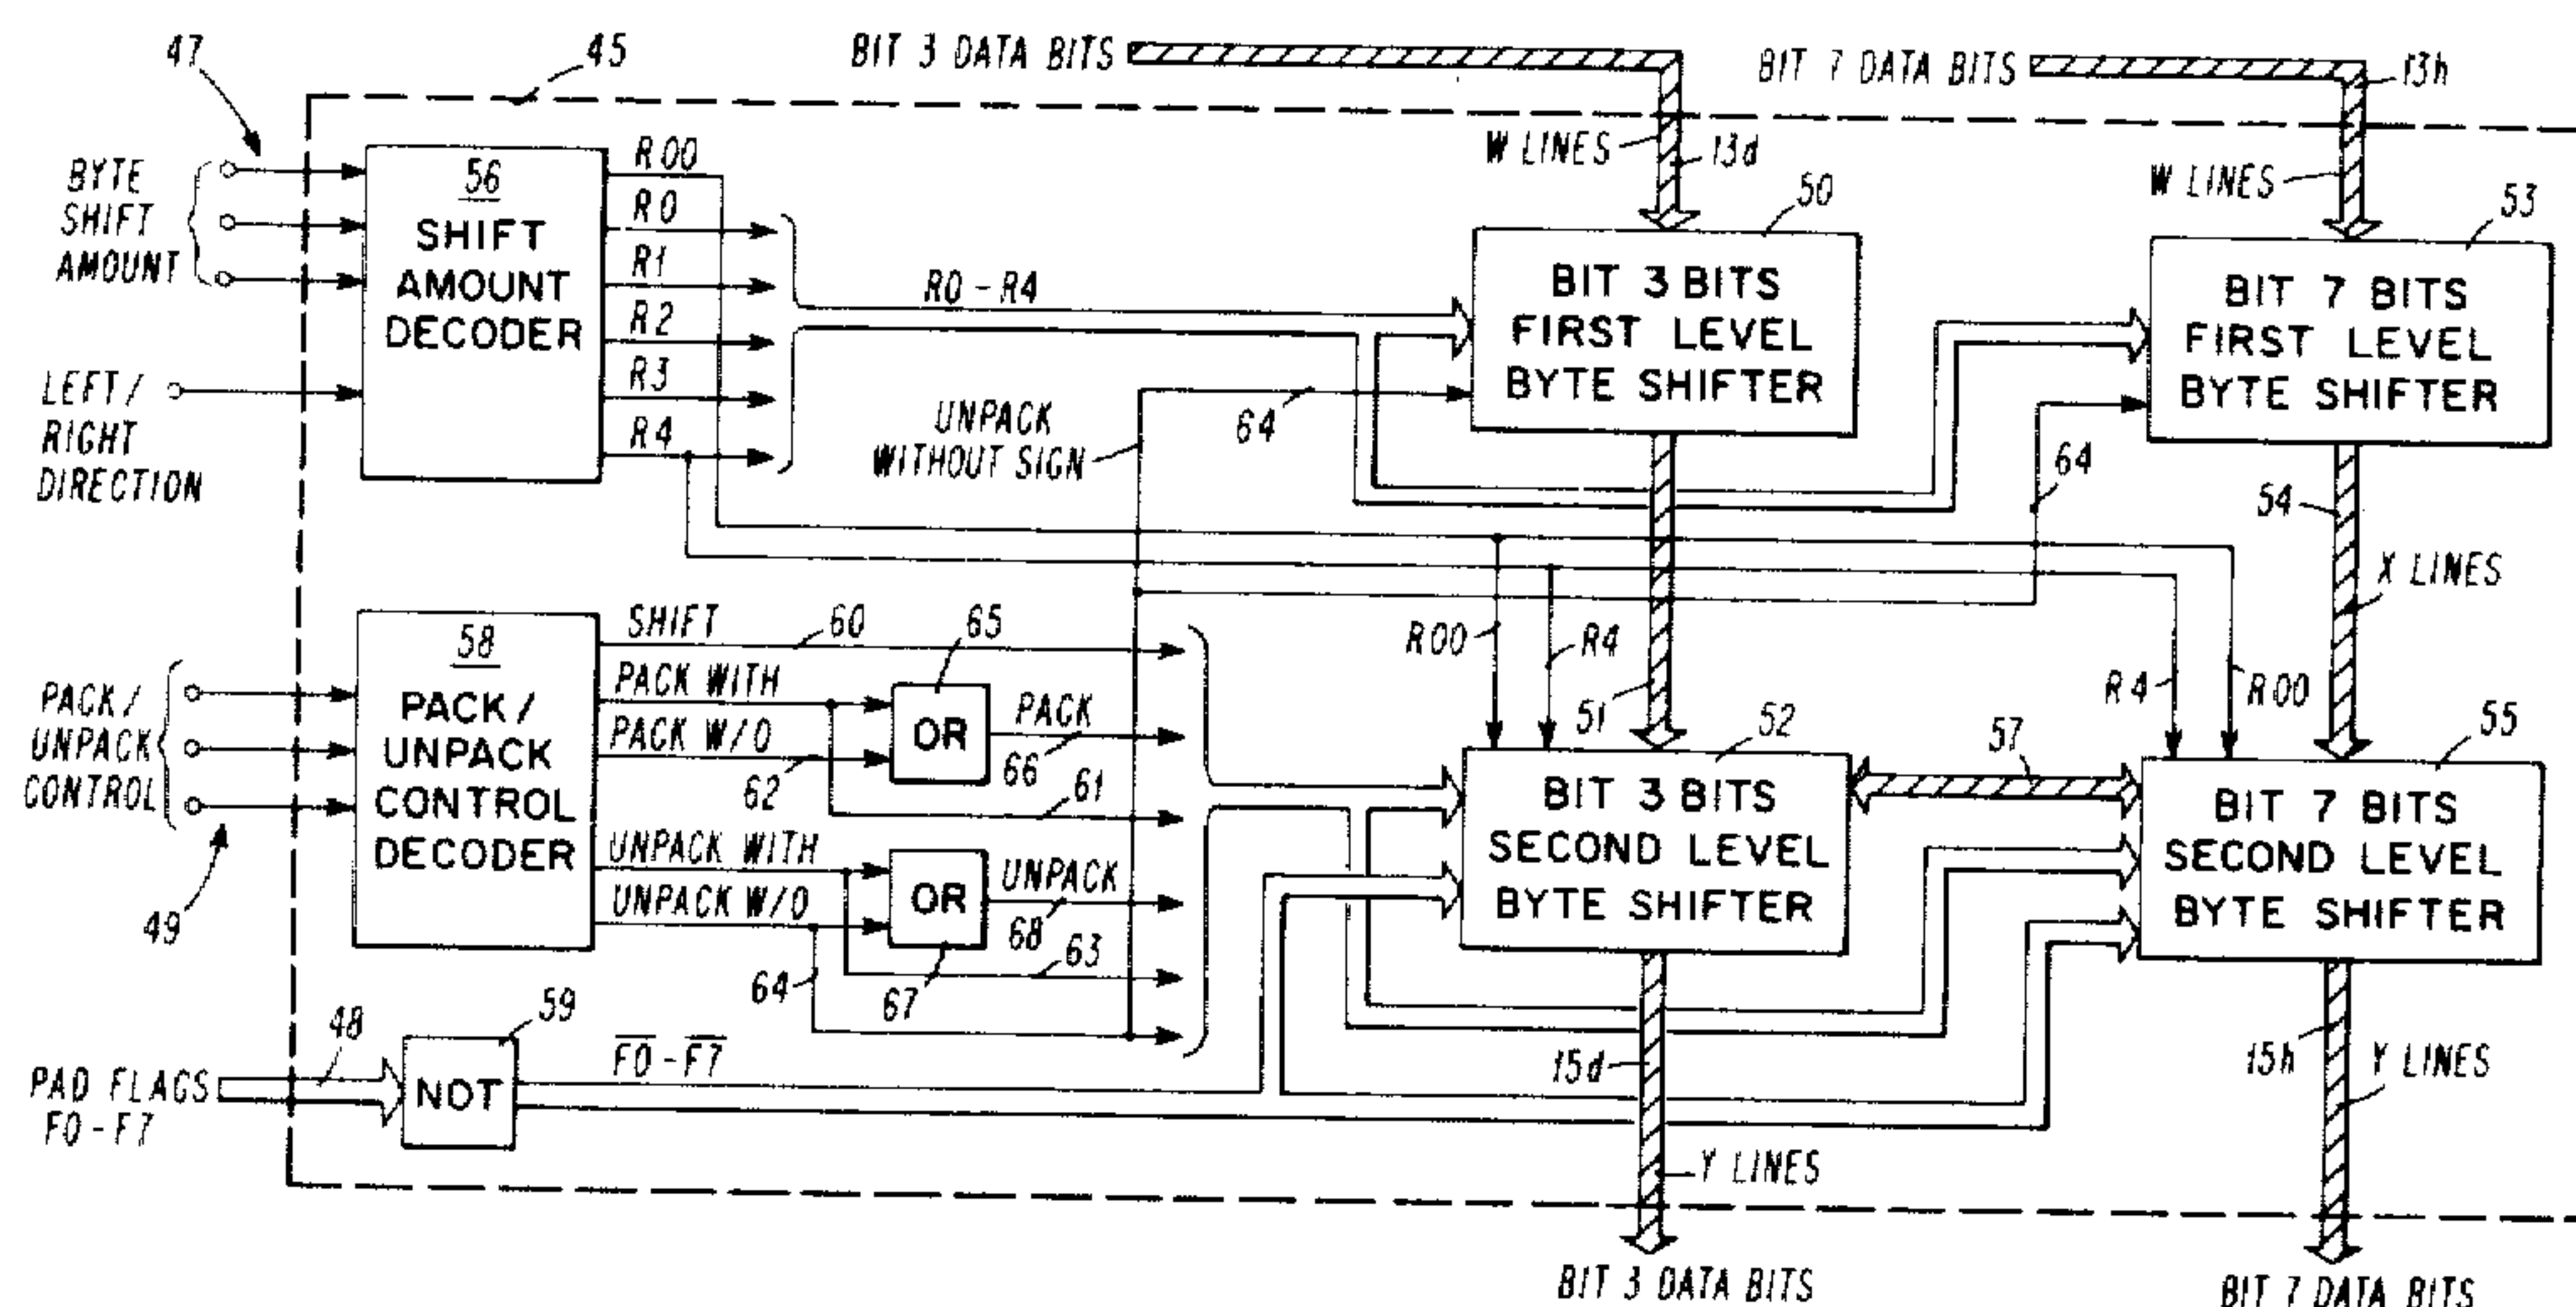 47
45
BIT 3 DATA BITS
BIT 7 DATA BITS
13h
W LINES
13d
W LINES
BYTE
SHIFT
AMOUNT
LEFT/
RIGHT
DIRECTION
56
SHIFT
AMOUNT
DECODER
R00
R0
R1
R2
R3
R4
R0-R4
UNPACK
WITHOUT SIGN
64
50
BIT 3 BITS
FIRST LEVEL
BYTE SHIFTER
53
BIT 7 BITS
FIRST LEVEL
BYTE SHIFTER
64
54
X LINES
R00
R4
51
R4
R00
PACK/
UNPACK
CONTROL
49
58
PACK/
UNPACK
CONTROL
DECODER
SHIFT
60
65
PACK WITH
PACK W/O
62
OR
PACK
66
61
UNPACK WITH
UNPACK W/O
OR
UNPACK
68
64
67
63
52
BIT 3 BITS
SECOND LEVEL
BYTE SHIFTER
57
55
BIT 7 BITS
SECOND LEVEL
BYTE SHIFTER
PAD FLAGS
F0-F7
48
59
NOT
F̅0̅-F̅7̅
15d
Y LINES
15h
Y LINES
BIT 3 DATA BITS
BIT 7 DATA BITS